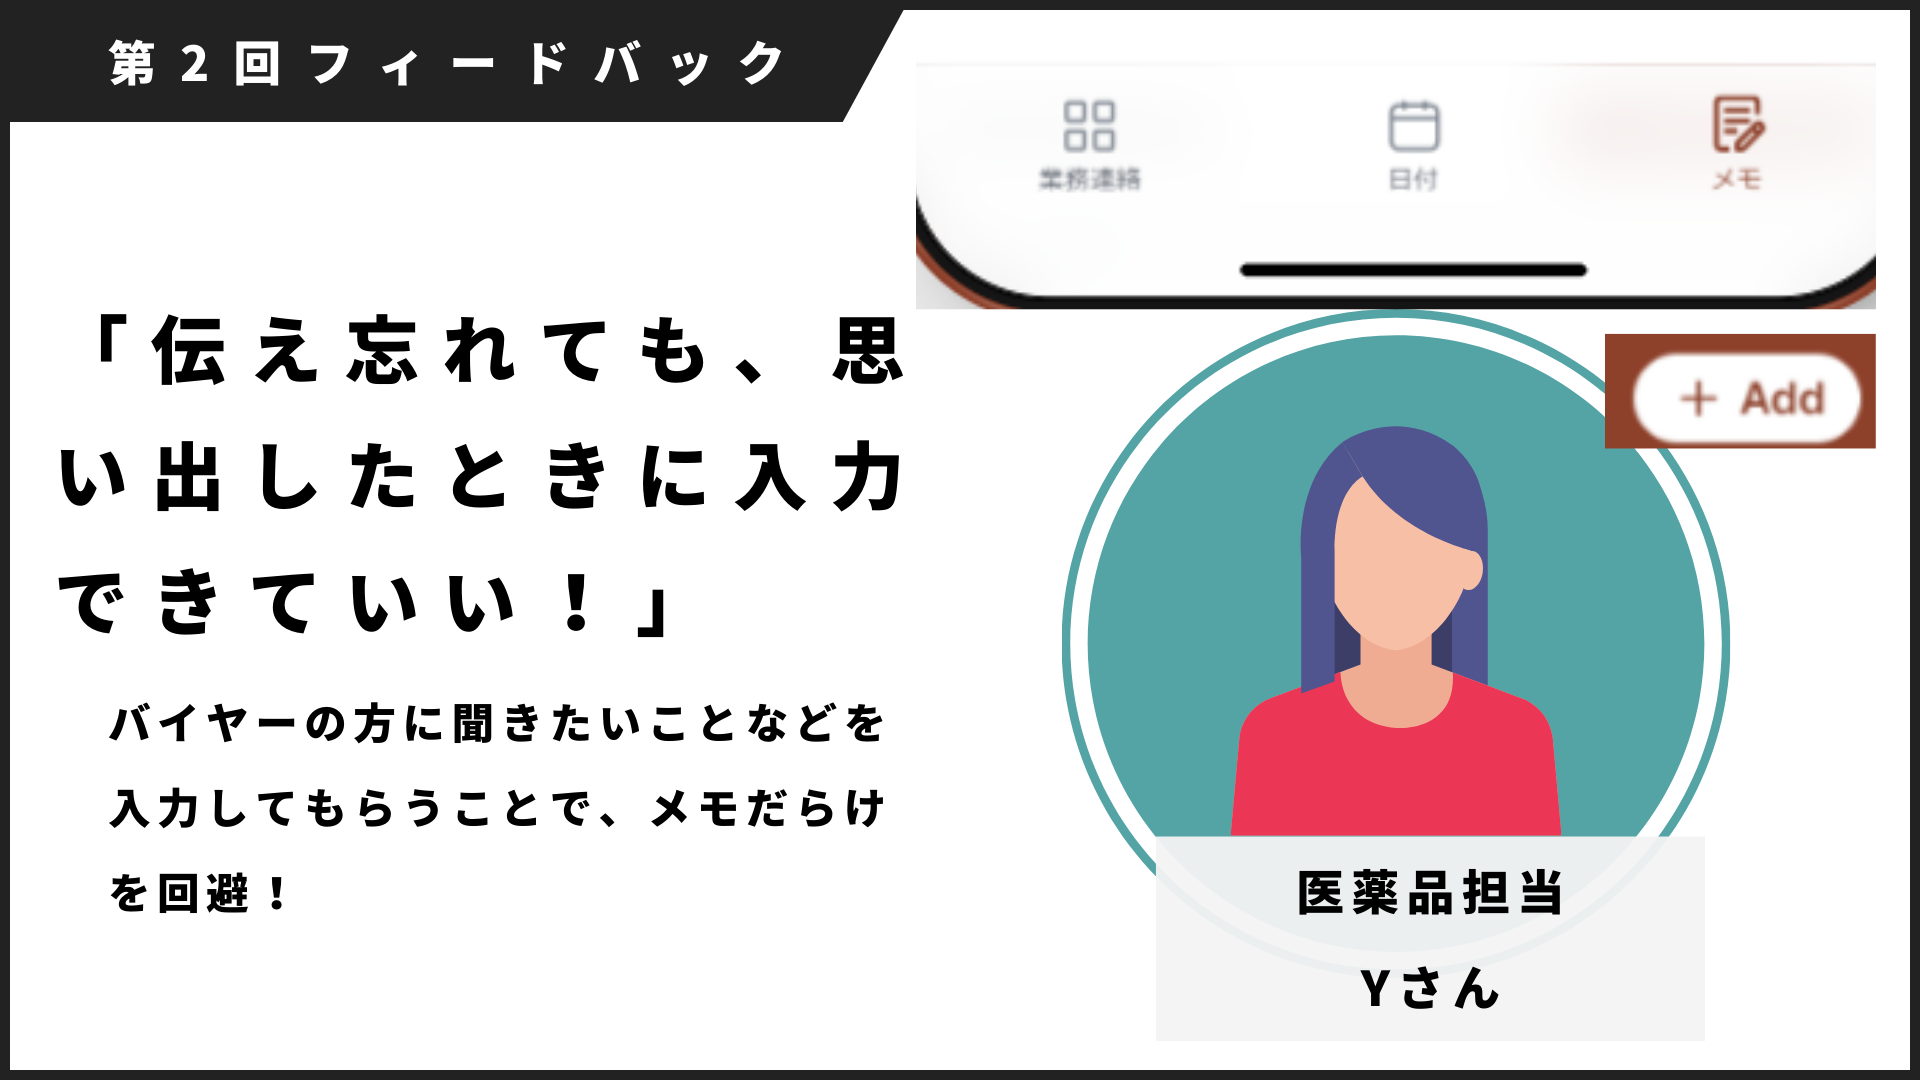 第2回フィードバック
業務連絡 日付 メモ
+ Add
「伝え忘れても、思
い出したときに入力
できていい！」
バイヤーの方に聞きたいことなどを
入力してもらうことで、メモだらけ
を回避！
医薬品担当
Yさん